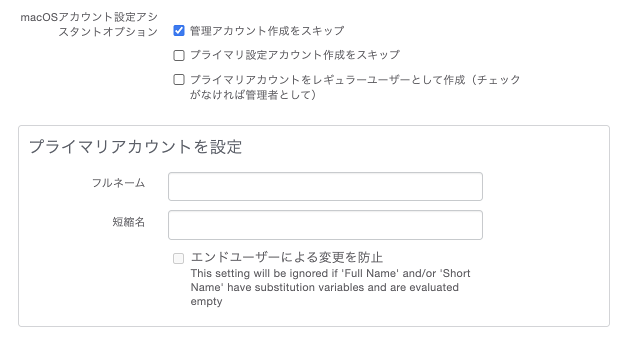 macOSアカウント設定アシ
スタントオプション
管理アカウント作成をスキップ
プライマリ設定アカウント作成をスキップ
プライマリアカウントをレギュラーユーザーとして作成（チェック
がなければ管理者として）
プライマリアカウントを設定
フルネーム
短縮名
エンドユーザーによる変更を防止
This setting will be ignored if 'Full Name' and/or 'Short
Name' have substitution variables and are evaluated
empty